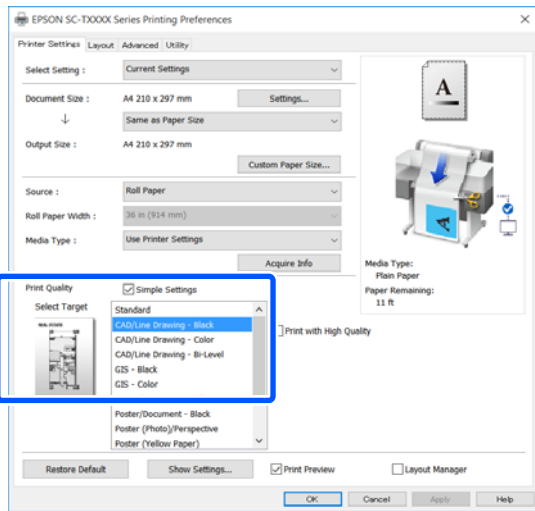 EPSON SC-TXXXX Series Printing Preferences
Printer Settings Layout Advanced Utility
Select Setting : Current Settings
Document Size : A4 210 x 297 mm Settings...
Same as Paper Size
Output Size : A4 210 x 297 mm
Custom Paper Size...
Source : Roll Paper
Roll Paper Width : 36 in (914 mm)
Media Type : Use Printer Settings
Acquire Info
A
Media Type:
Plain Paper
Paper Remaining:
11 ft
Print Quality Simple Settings
Select Target
Standard
CAD/Line Drawing - Black
CAD/Line Drawing - Color
CAD/Line Drawing - Bi-Level
GIS - Black
GIS - Color
Print with High Quality
Poster/Document - Black
Poster (Photo)/Perspective
Poster (Yellow Paper)
Restore Default Show Settings... Print Preview Layout Manager
OK Cancel Apply Help